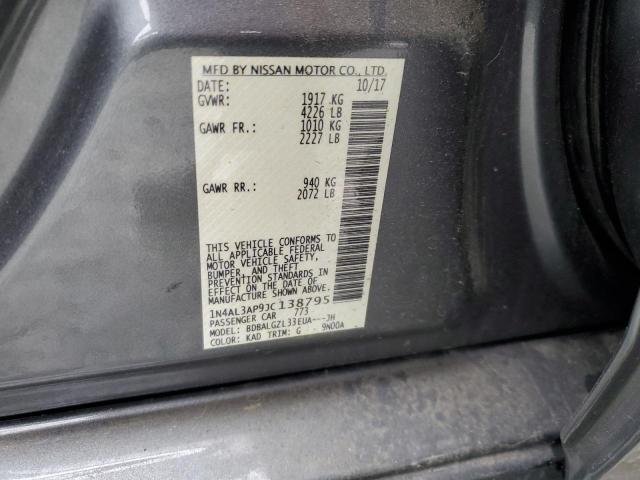 MFD BY NISSAN MOTOR CO., LTD.
DATE: 10/17
GVWR: 1917 KG
4226 LB
GAWR FR.: 1010 KG
2227 LB
GAWR RR.: 940 KG
2072 LB
THIS VEHICLE CONFORMS TO
ALL APPLICABLE FEDERAL
MOTOR VEHICLE SAFETY,
BUMPER, AND THEFT
PREVENTION STANDARDS IN
EFFECT ON THE DATE OF
MANUFACTURE SHOWN ABOVE.
1N4AL3AP9JC138795
PASSENGER CAR 773
MODEL: BDBALGZL33EUA---JH
COLOR: KAD TRIM: G - 9N00A